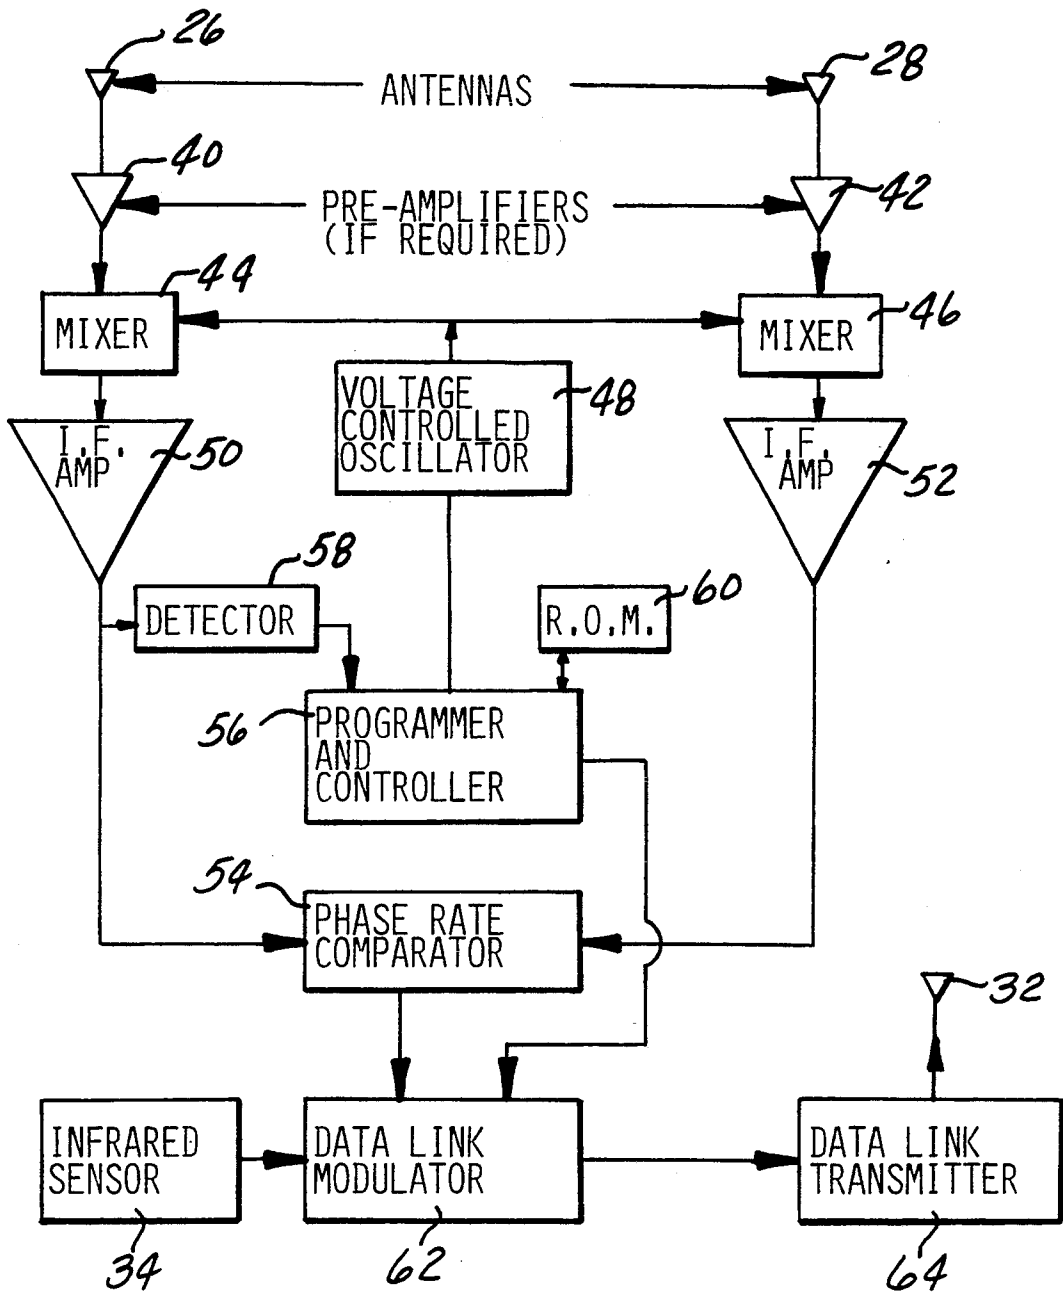 26
28
ANTENNAS
40
42
PRE-AMPLIFIERS
(IF REQUIRED)
44
46
MIXER
MIXER
VOLTAGE
CONTROLLED
OSCILLATOR
48
I.F.
AMP
50
I.F.
AMP
52
58
DETECTOR
R.O.M.
60
56
PROGRAMMER
AND
CONTROLLER
54
PHASE RATE
COMPARATOR
32
INFRARED
SENSOR
DATA LINK
MODULATOR
DATA LINK
TRANSMITTER
34
62
64